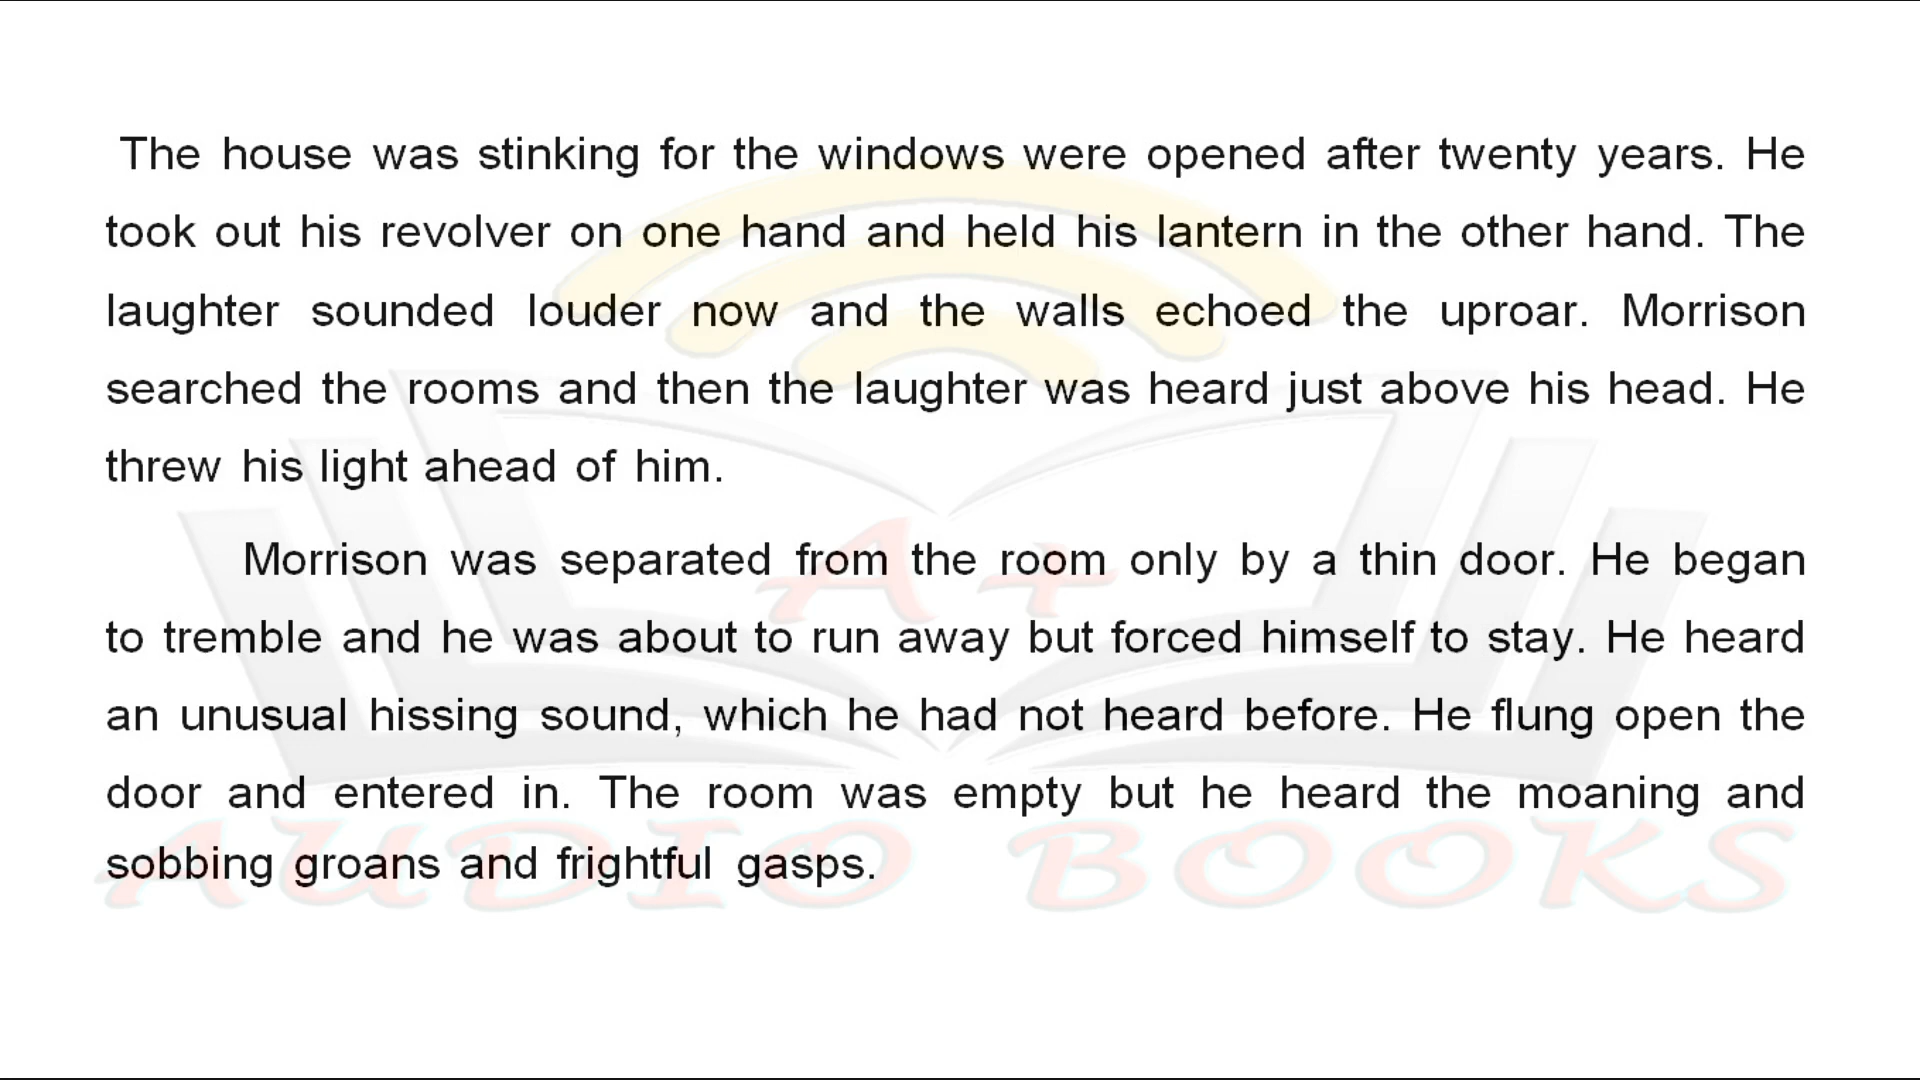 The house was stinking for the windows were opened after twenty years. He
took out his revolver on one hand and held his lantern in the other hand. The
laughter sounded louder now and the walls echoed the uproar. Morrison
searched the rooms and then the laughter was heard just above his head. He
threw his light ahead of him.
Morrison was separated from the room only by a thin door. He began
to tremble and he was about to run away but forced himself to stay. He heard
an unusual hissing sound, which he had not heard before. He flung open the
door and entered in. The room was empty but he heard the moaning and
sobbing groans and frightful gasps.
A+
AUDIO BOOKS